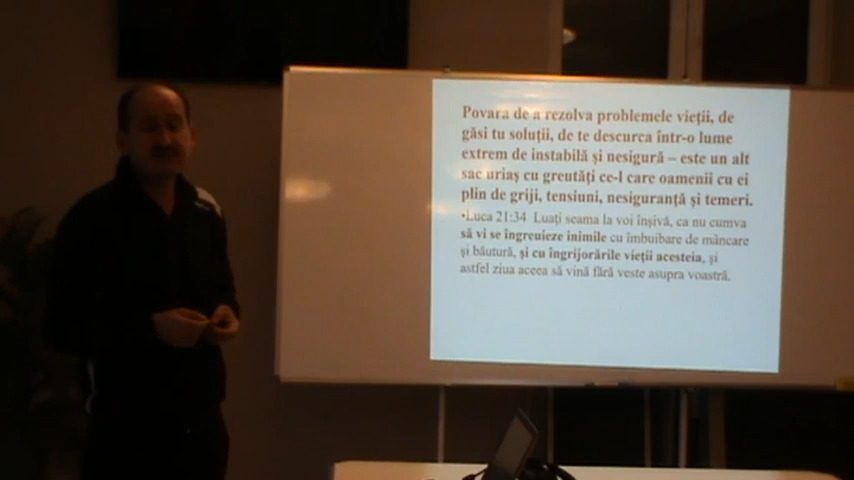 Povara de a rezolva problemele vieții, de
găsi tu soluții, de te descurca într-o lume
extrem de instabilă și nesigură – este un alt
sac uriaș cu greutăți ce-l care oamenii cu ei
plin de griji, tensiuni, nesiguranță și temeri.
•Luca 21:34 Luați seama la voi înșivă, ca nu cumva
să vi se îngreuieze inimile cu îmbuibare de mâncare
și băutură, și cu îngrijorările vieții acesteia, și
astfel ziua aceea să vină fără veste asupra voastră.